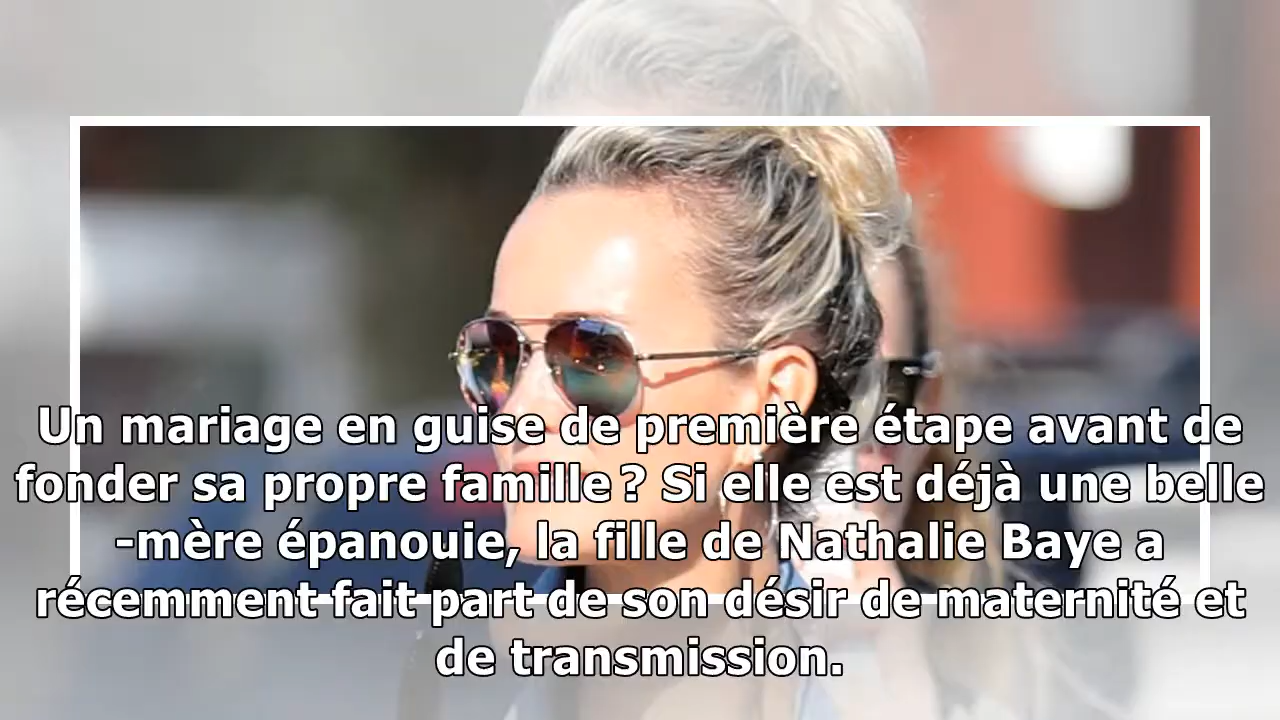 Un mariage en guise de première étape avant de
fonder sa propre famille ? Si elle est déjà une belle
-mère épanouie, la fille de Nathalie Baye a
récemment fait part de son désir de maternité et
de transmission.